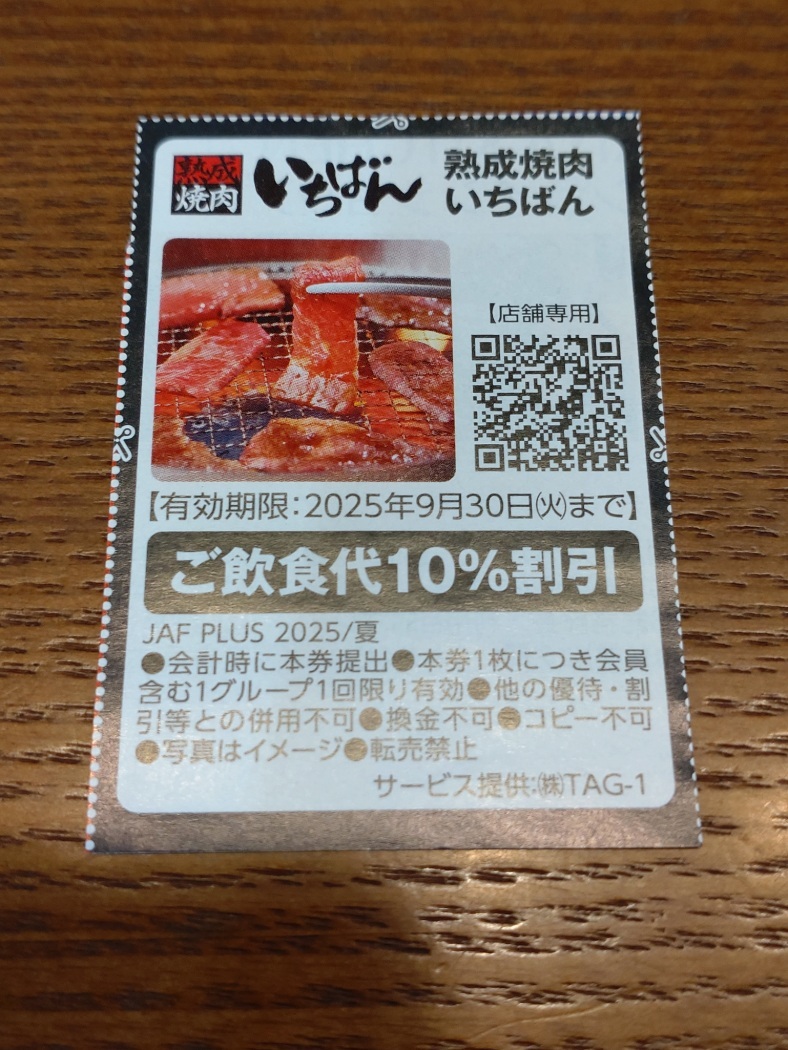 熟成
焼肉
いちばん
熟成焼肉
いちばん
【店舗専用】
【有効期限:2025年9月30日㈫まで】
ご飲食代10%割引
JAF PLUS 2025/夏
●会計時に本券提出●本券1枚につき会員
含む1グループ1回限り有効●他の優待・割
引等との併用不可●換金不可●コピー不可
●写真はイメージ●転売禁止
サービス提供:㈱TAG-1